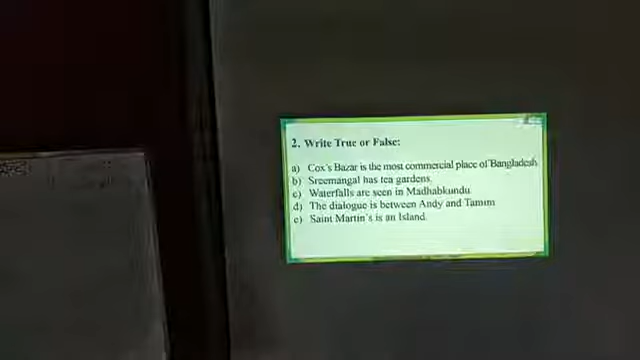 2. Write True or False:
a) Cox's Bazar is the most commercial place of Bangladesh.
b) Sreemangal has tea gardens.
c) Waterfalls are seen in Madhabkundu.
d) The dialogue is between Andy and Tamim
e) Saint Martin's is an Island.